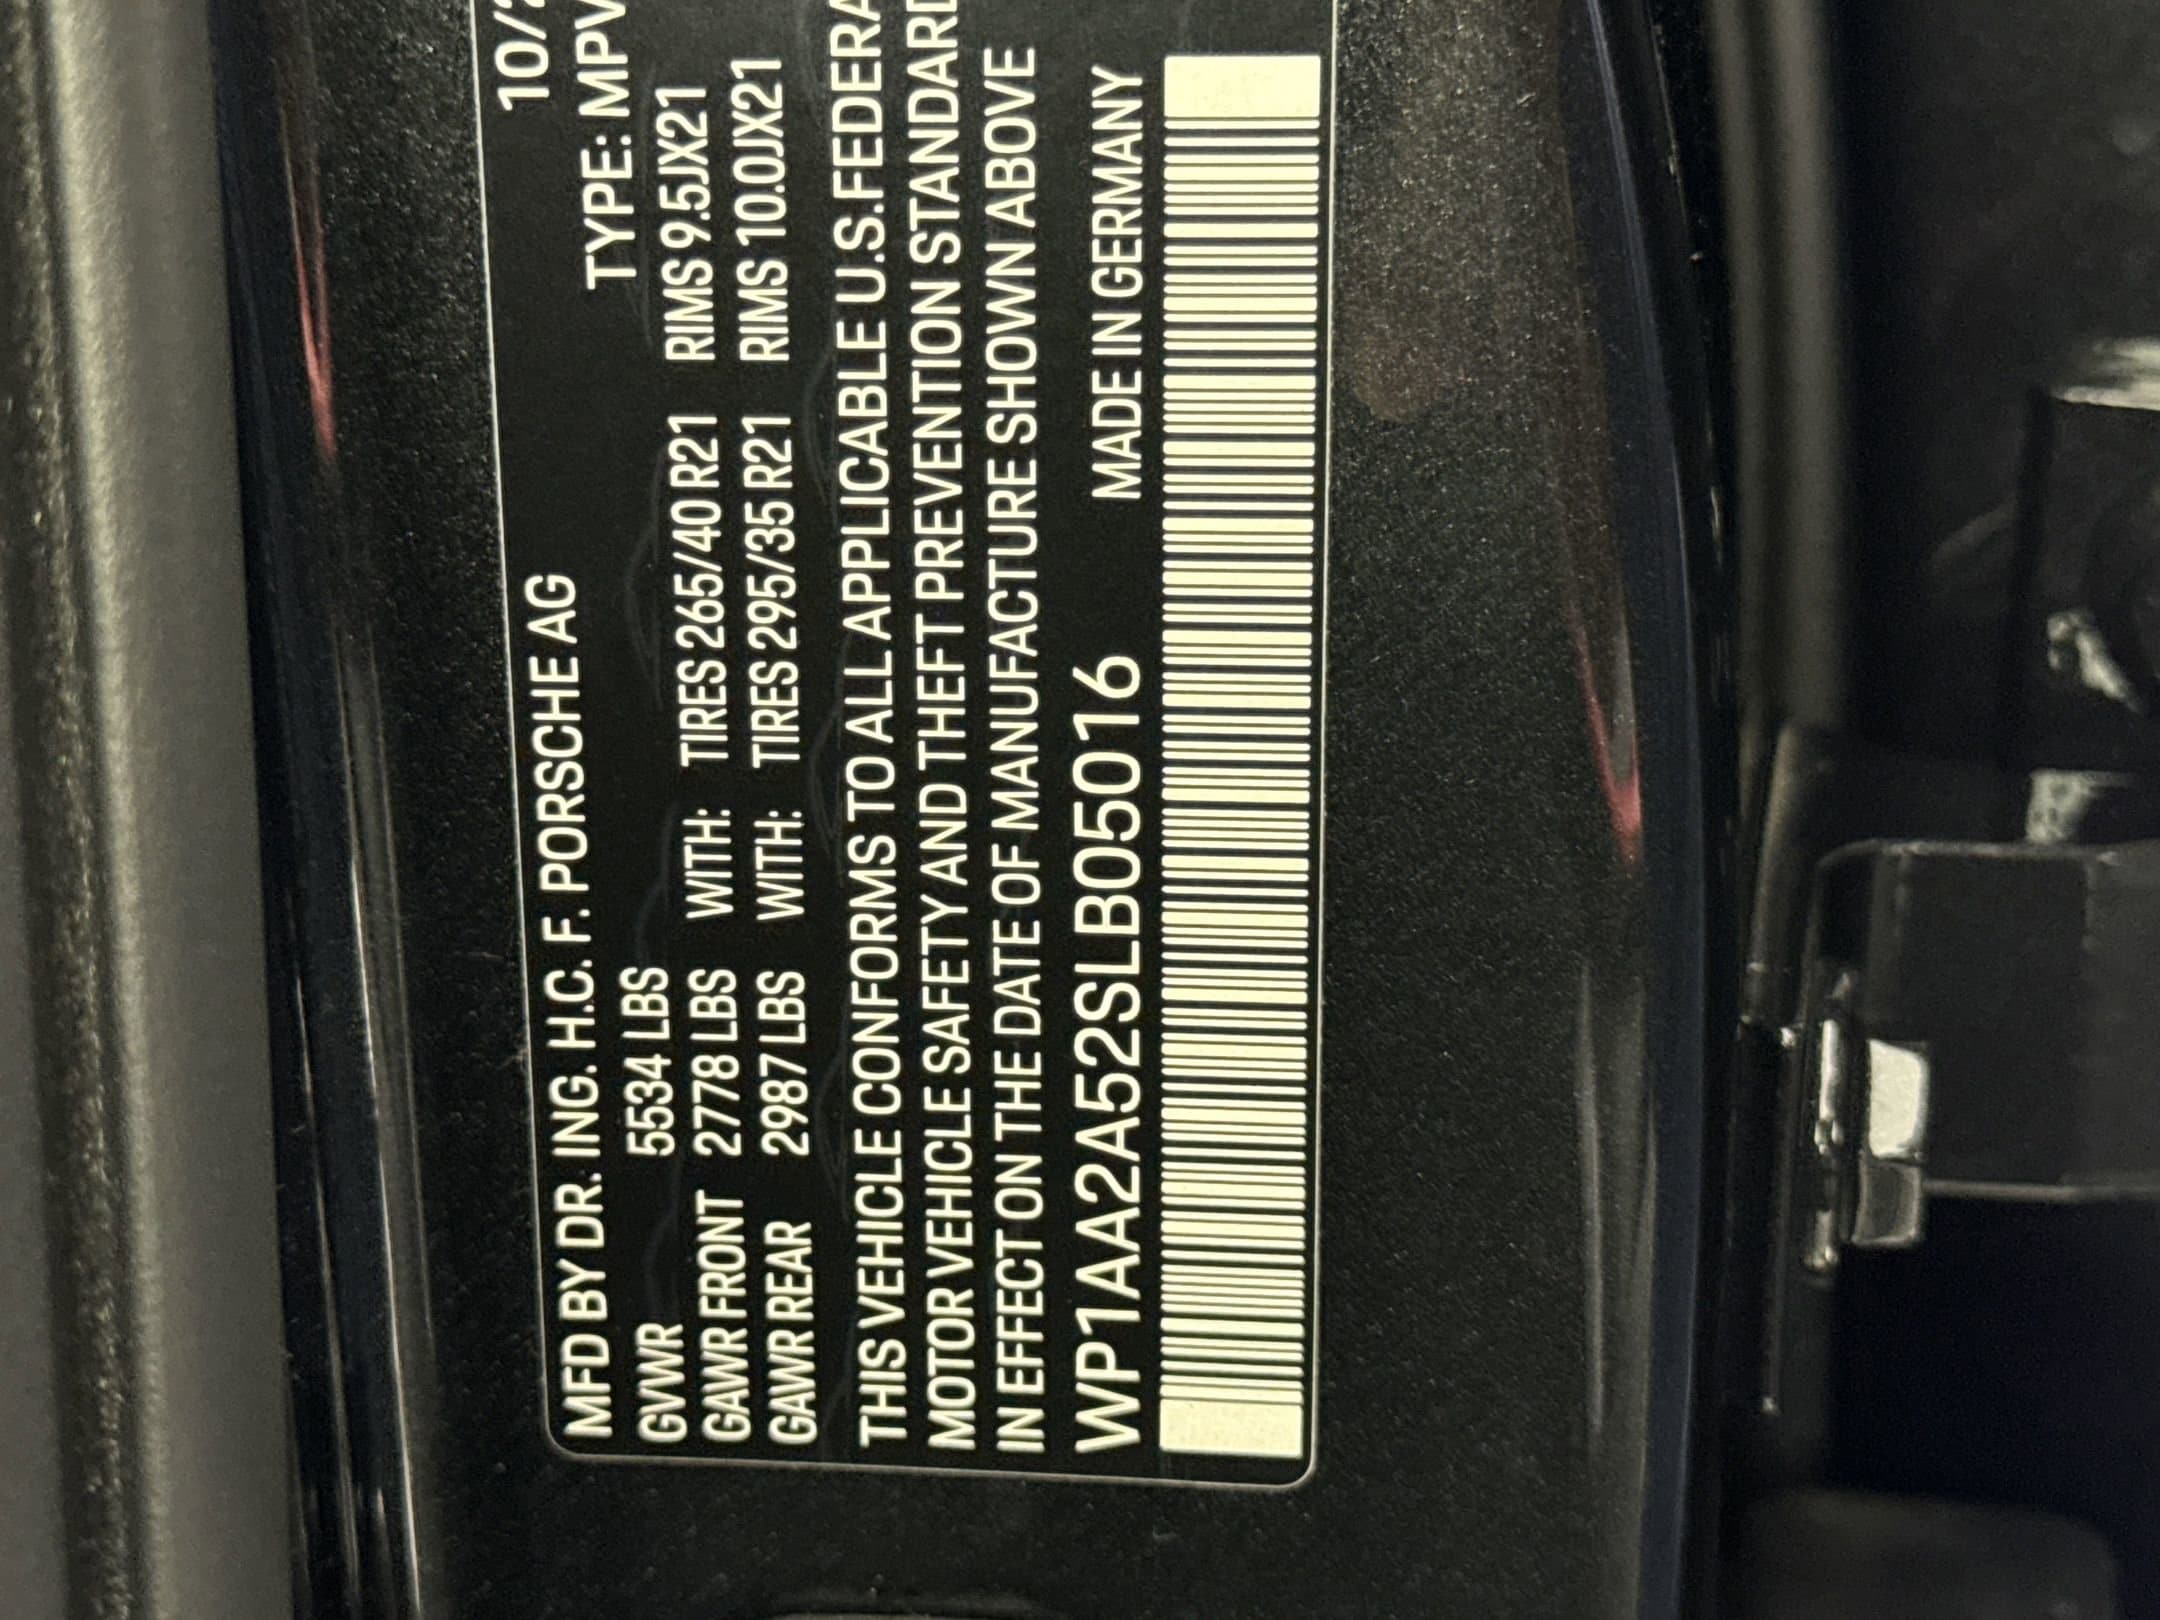 MFD BY DR. ING. H.C. F. PORSCHE AG 10/
TYPE: MPV
GVWR 5534 LBS
GAWR FRONT 2778 LBS WITH: TIRES 265/40 R21 RIMS 9.5JX21
GAWR REAR 2987 LBS WITH: TIRES 295/35 R21 RIMS 10.0JX21
THIS VEHICLE CONFORMS TO ALL APPLICABLE U.S.FEDERA
MOTOR VEHICLE SAFETY AND THEFT PREVENTION STANDARD
IN EFFECT ON THE DATE OF MANUFACTURE SHOWN ABOVE
WP1AA2A52SLB05016 MADE IN GERMANY